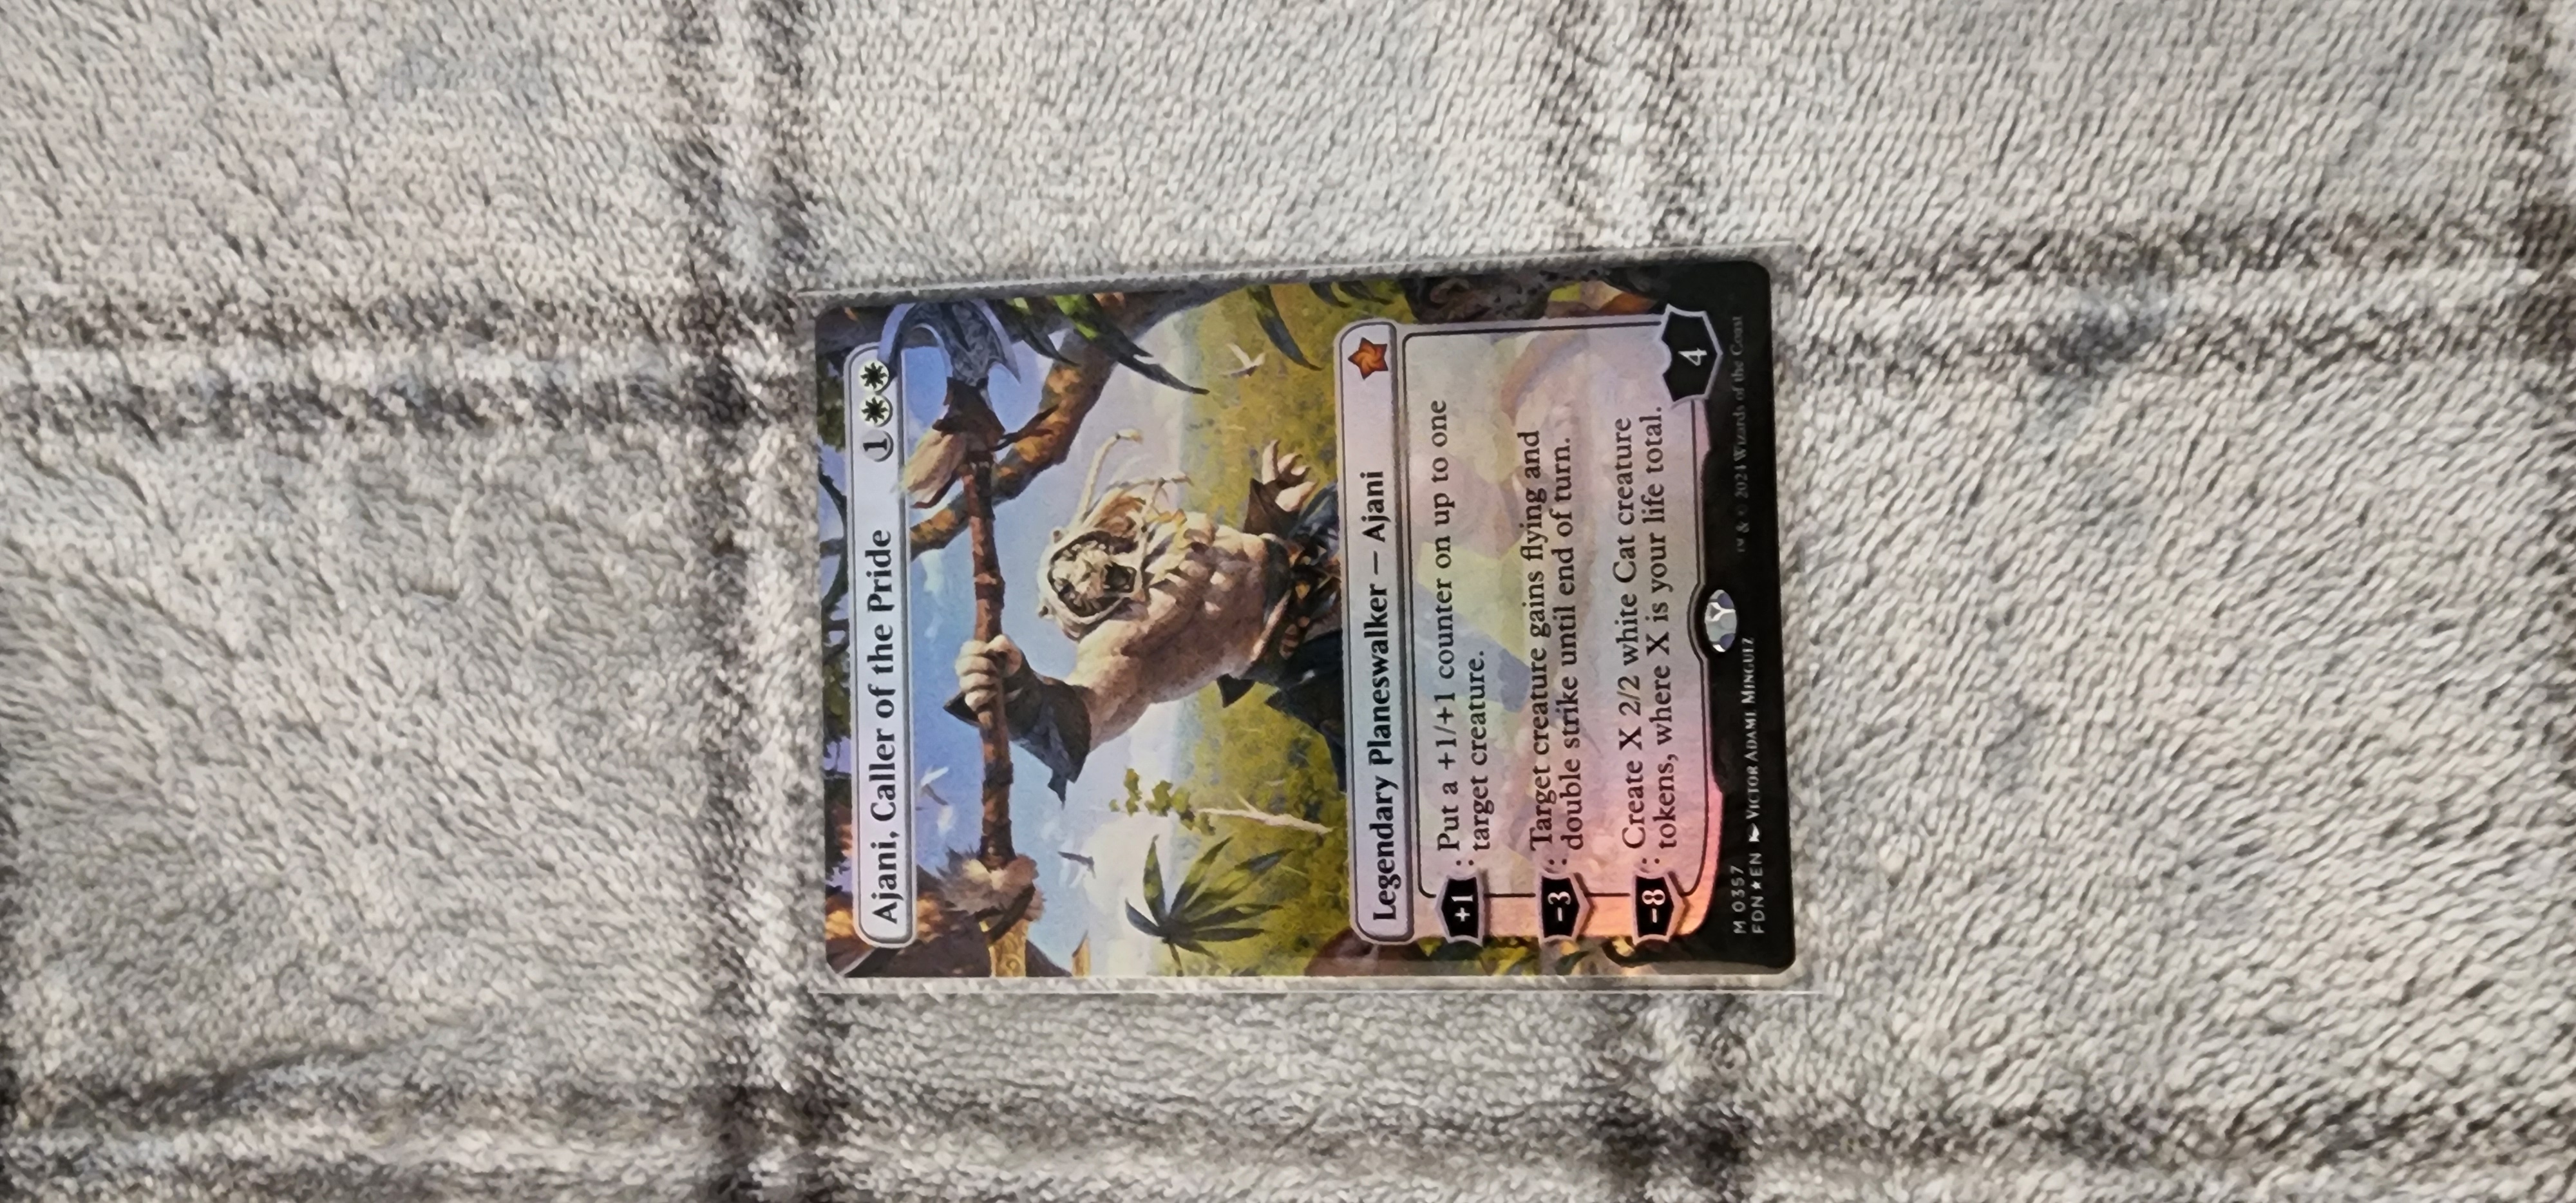 Ajani, Caller of the Pride 1
Legendary Planeswalker — Ajani
+1 : Put a +1/+1 counter on up to one
target creature.
−3 : Target creature gains flying and
double strike until end of turn.
−8 : Create X 2/2 white Cat creature
tokens, where X is your life total.
4
M 0357
FDN★EN Victor Adame Minguez
™ & © 2024 Wizards of the Coast